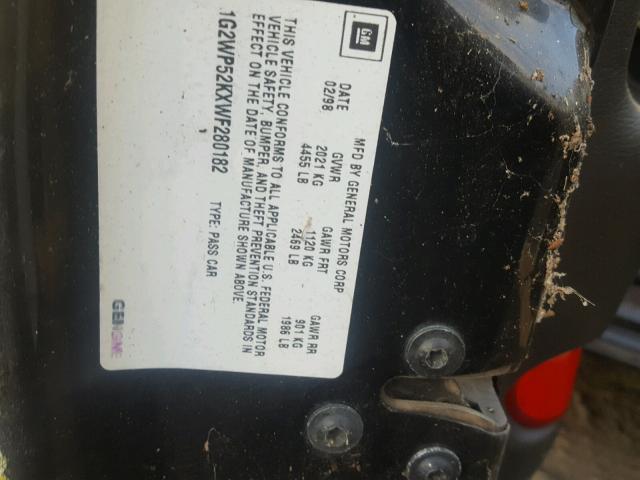 GM
MFD BY GENERAL MOTORS CORP
DATE GVWR GAWR FRT GAWR RR
02/98 2021 KG 1120 KG 901 KG
4455 LB 2469 LB 1986 LB
THIS VEHICLE CONFORMS TO ALL APPLICABLE U.S. FEDERAL MOTOR
VEHICLE SAFETY, BUMPER, AND THEFT PREVENTION STANDARDS IN
EFFECT ON THE DATE OF MANUFACTURE SHOWN ABOVE.
1G2WP52KXWF280182 TYPE: PASS CAR